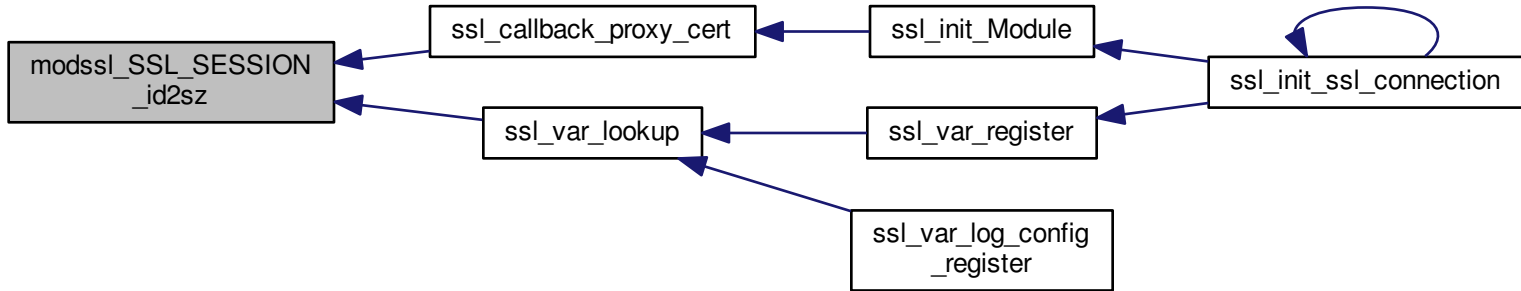 modssl_SSL_SESSION
_id2sz
ssl_callback_proxy_cert
ssl_init_Module
ssl_init_ssl_connection
ssl_var_lookup
ssl_var_register
ssl_var_log_config
_register